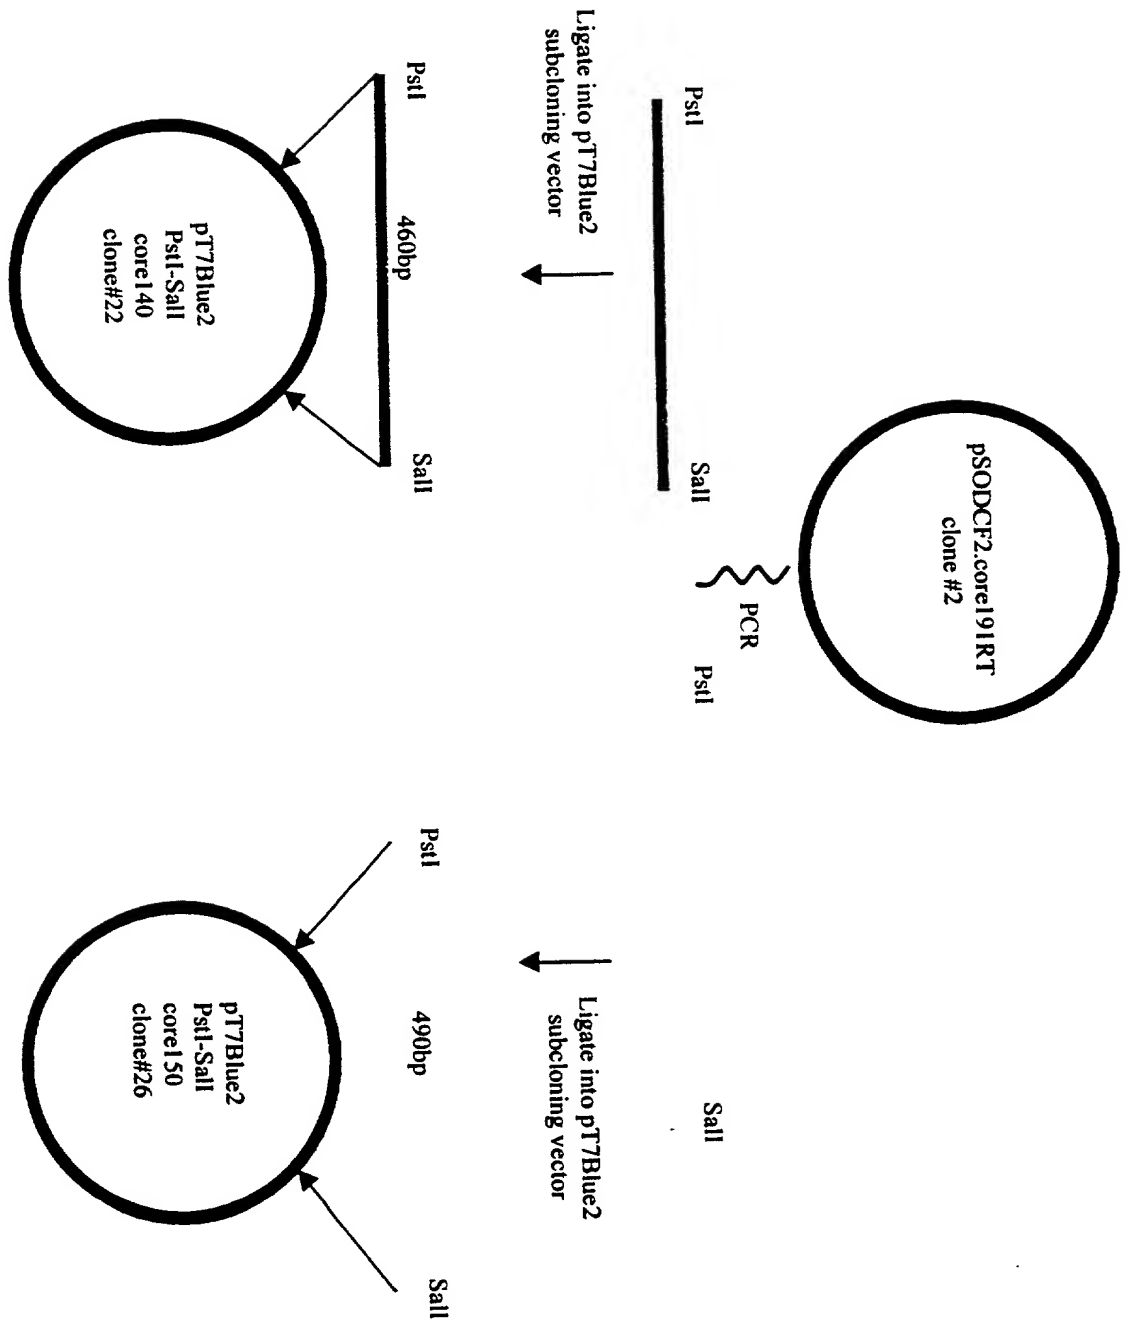 pSODCF2.core191RT
clone #2
PCR
PstI
SalI
PstI
SalI
Ligate into pT7Blue2
subcloning vector
Ligate into pT7Blue2
subcloning vector
PstI
460bp
SalI
PstI
490bp
SalI
pT7Blue2
PstI-SalI
core140
clone#22
pT7Blue2
PstI-SalI
core150
clone#26